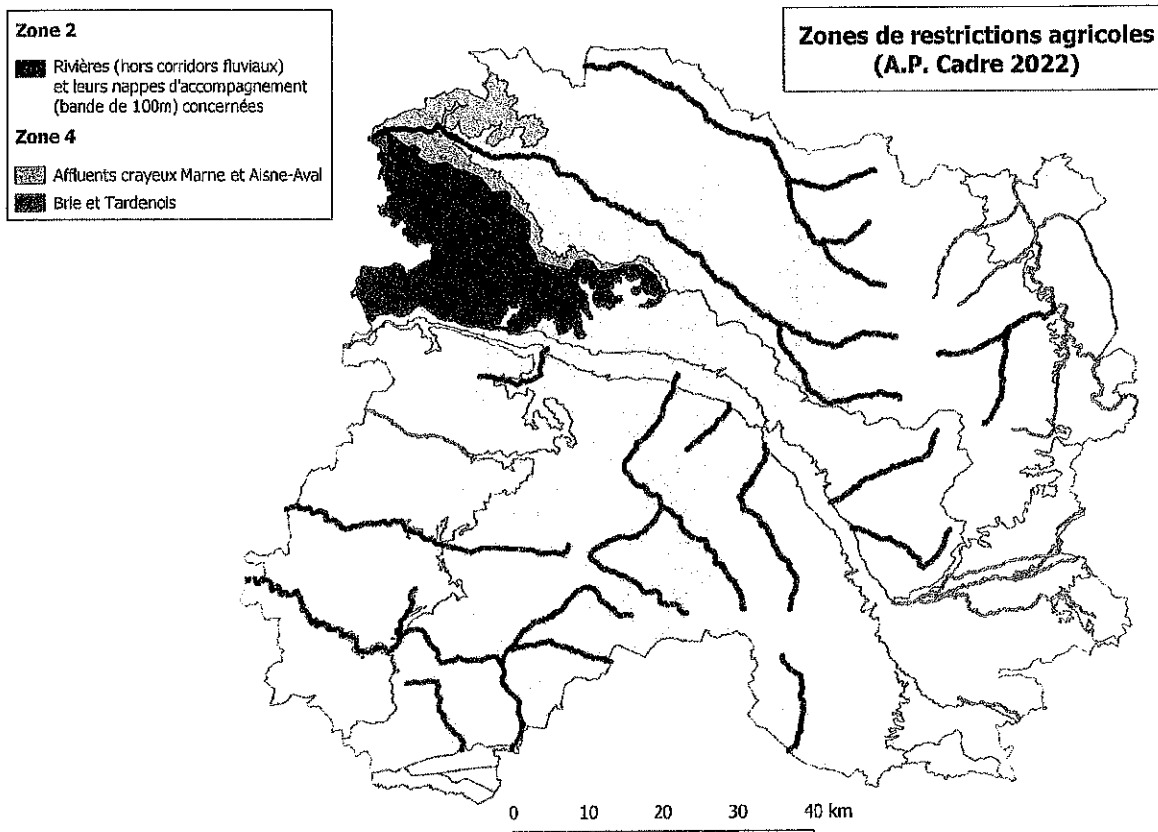 Zone 2
Rivières (hors corridors fluviaux)
et leurs nappes d'accompagnement
(bande de 100m) concernées
Zone 4
Affluents crayeux Marne et Aisne-Aval
Brie et Tardenois
Zones de restrictions agricoles
(A.P. Cadre 2022)
0 10 20 30 40 km